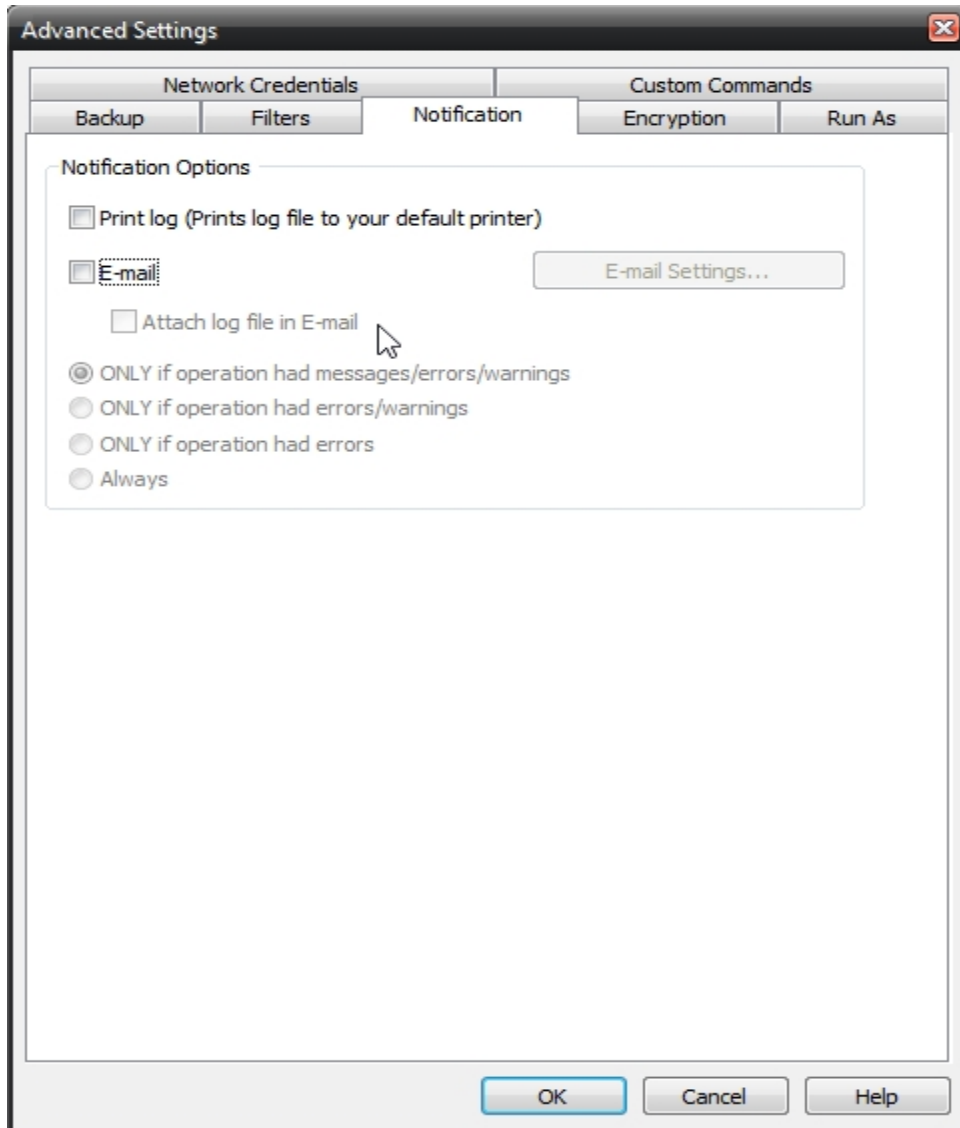 Advanced Settings
Network Credentials Custom Commands
Backup Filters Notification Encryption Run As
Notification Options
Print log (Prints log file to your default printer)
E-mail E-mail Settings...
Attach log file in E-mail
ONLY if operation had messages/errors/warnings
ONLY if operation had errors/warnings
ONLY if operation had errors
Always
OK Cancel Help